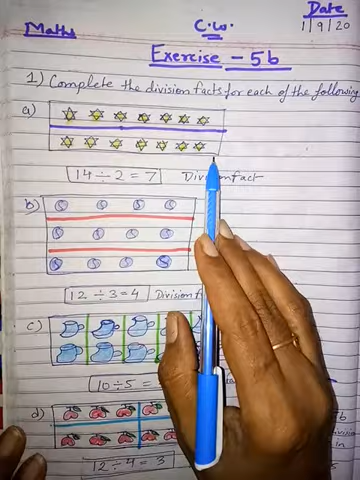 Maths
C.W.
Date
1|9|20
Exercise - 5b
1) Complete the division facts for each of the following
a)
14 ÷ 2 = 7
b)
12 ÷ 3 = 4 Division
c)
10 ÷ 5 =
d)
12 ÷ 4 = 3